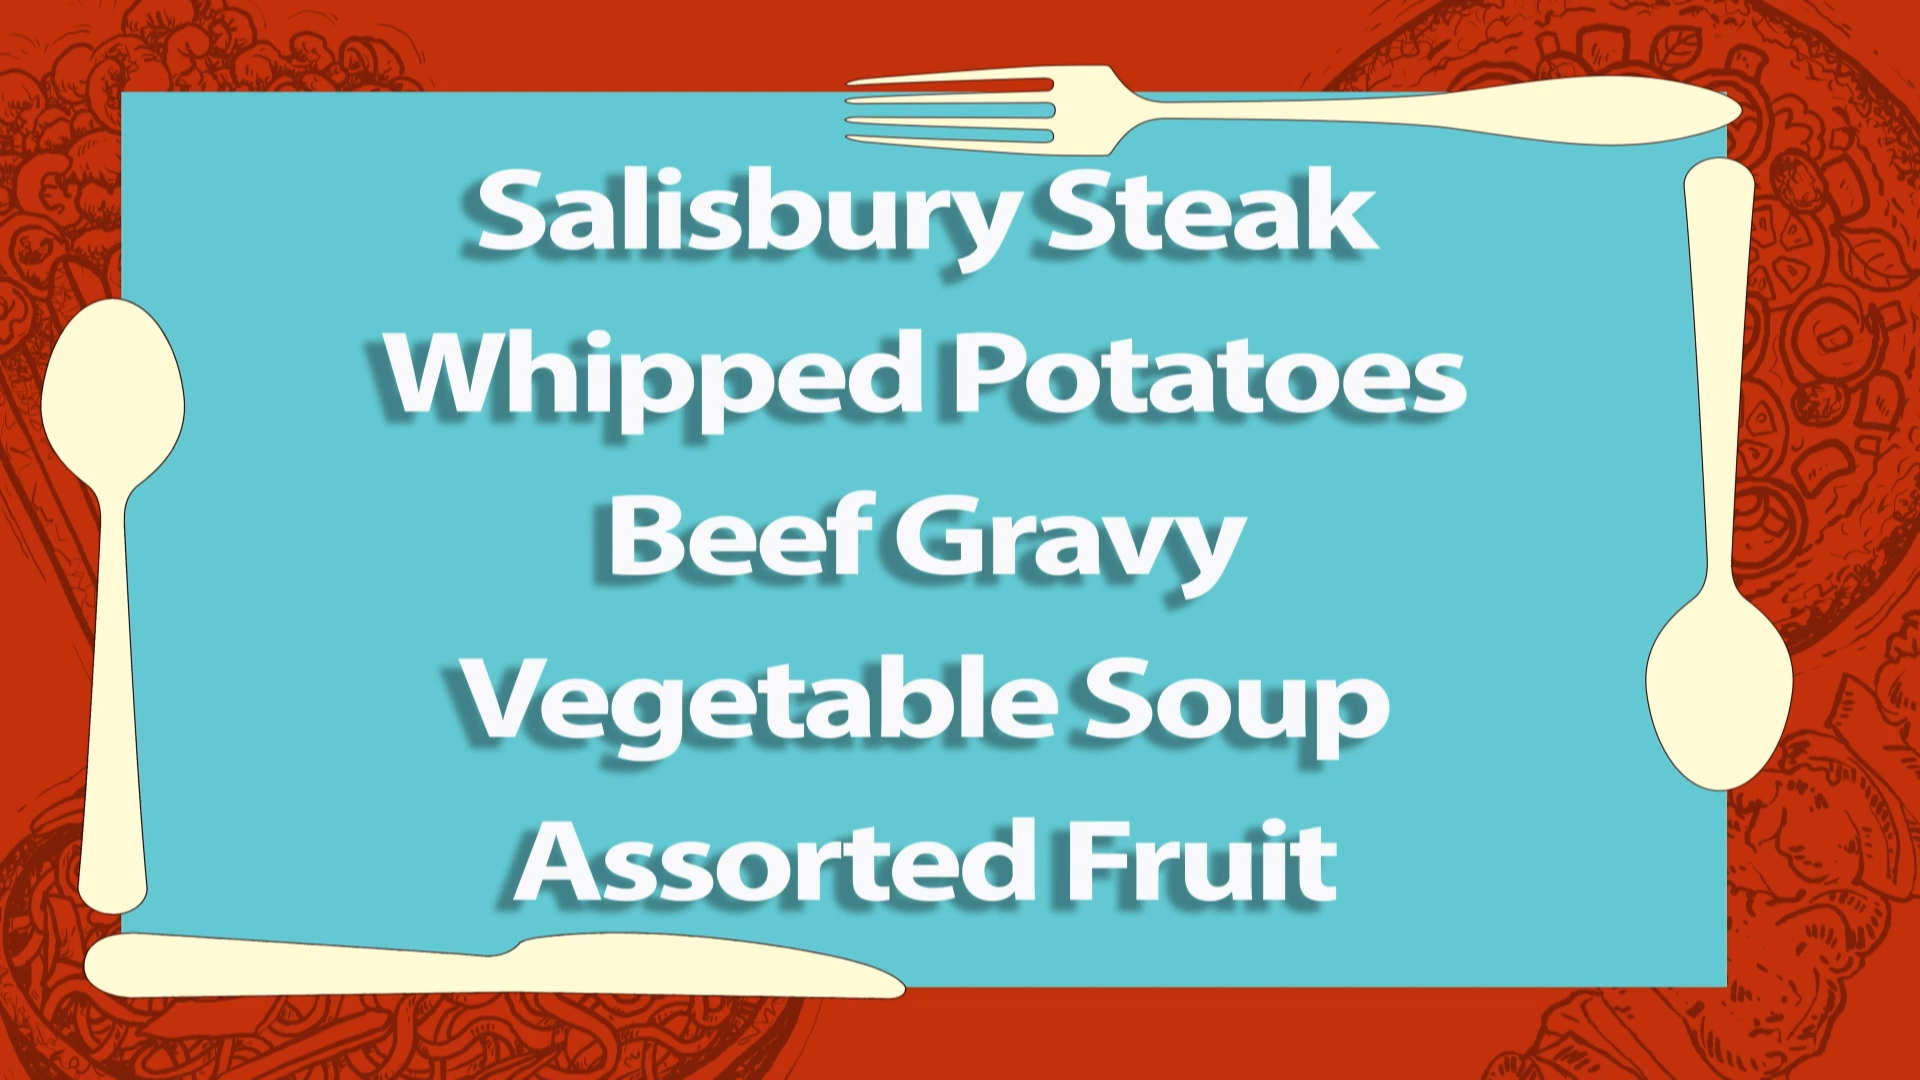 Salisbury Steak
Whipped Potatoes
Beef Gravy
Vegetable Soup
Assorted Fruit